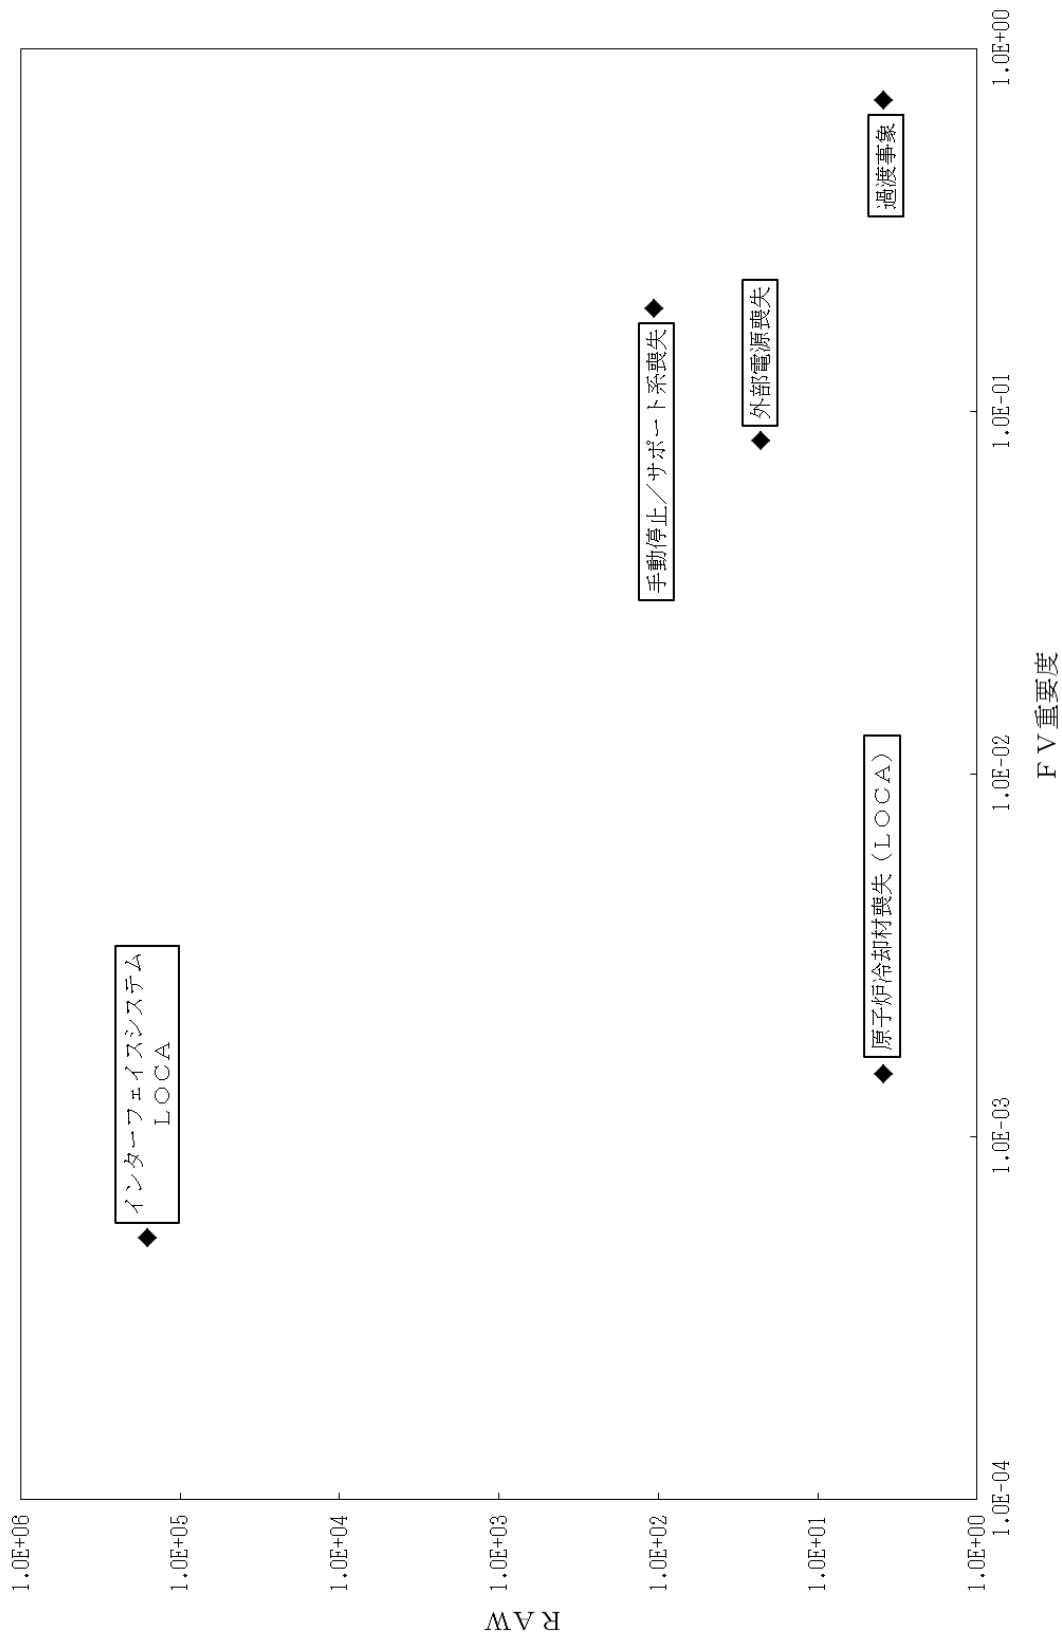 RAW
1.0E+06
1.0E+05
1.0E+04
1.0E+03
1.0E+02
1.0E+01
1.0E+00
インターフェイスシステム
LOCA
手動停止／サポート系喪失
外部電源喪失
過渡事象
原子炉冷却材喪失（LOCA）
1.0E-04
1.0E-03
1.0E-02
1.0E-01
1.0E+00
FV重要度